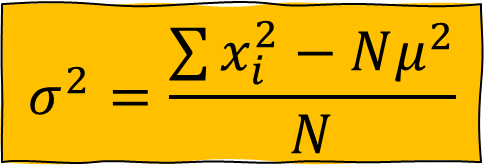 σ² = (∑ xᵢ² − Nμ²) / N